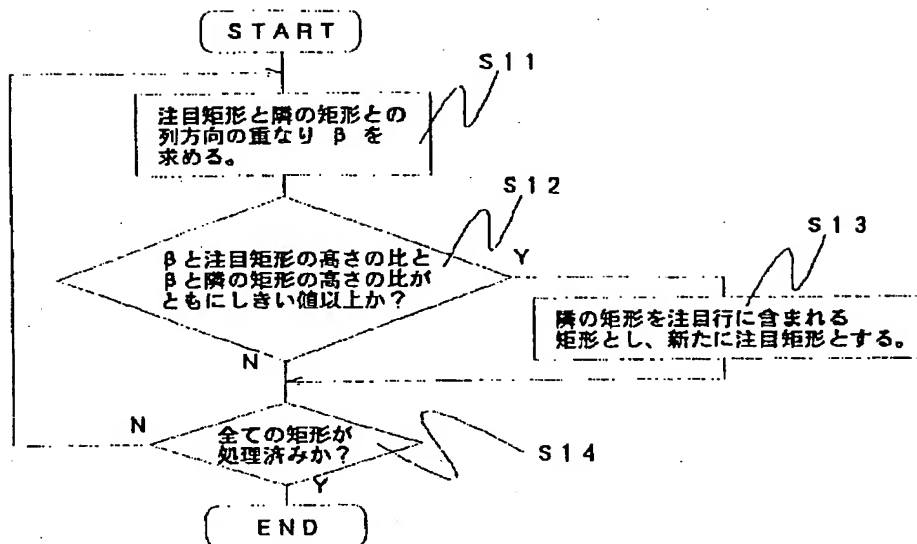 START
S11
注目矩形と隣の矩形との
列方向の重なり β を
求める。
S12
βと注目矩形の高さの比と
βと隣の矩形の高さの比が
ともにしきい値以上か?
Y
N
S13
隣の矩形を注目行に含まれる
矩形とし、新たに注目矩形とする。
全ての矩形が
処理済みか?
N
Y
S14
END